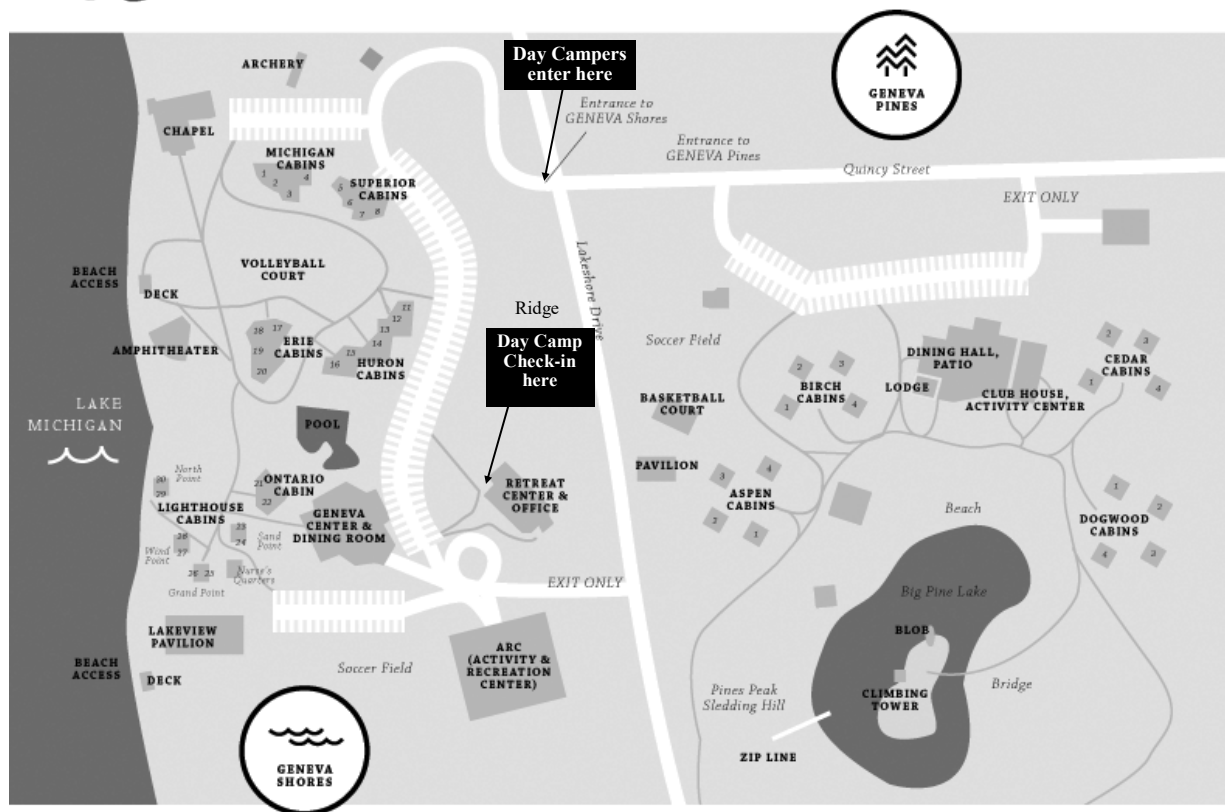 Day Campers
enter here
ARCHERY
Entrance to
GENEVA Shores
GENEVA
PINES
CHAPEL
Entrance to
GENEVA Pines
Quincy Street
EXIT ONLY
MICHIGAN
CABINS
1
2
3
4
SUPERIOR
CABINS
5
6
7
8
VOLLEYBALL
COURT
BEACH
ACCESS
DECK
Lakeshore Drive
Ridge
Day Camp
Check-in
here
AMPHITHEATER
18 17
19
20
ERIE
CABINS
11
12
13
14
15
16
HURON
CABINS
Soccer Field
BASKETBALL
COURT
2
3
1
4
BIRCH
CABINS
LODGE
DINING HALL,
PATIO
CLUB HOUSE,
ACTIVITY CENTER
2
3
1
4
CEDAR
CABINS
LAKE
MICHIGAN
POOL
PAVILION
North
Point
30
29
LIGHTHOUSE
CABINS
21
22
ONTARIO
CABIN
GENEVA
CENTER &
DINING ROOM
RETREAT
CENTER &
OFFICE
3
4
2
1
ASPEN
CABINS
1
2
4
3
DOGWOOD
CABINS
Beach
23
24
Sand
Point
28
27
Wind
Point
26 25
Nurse's
Quarters
Grand Point
EXIT ONLY
Big Pine Lake
BLOB
LAKEVIEW
PAVILION
BEACH
ACCESS
DECK
Soccer Field
ARC
(ACTIVITY &
RECREATION
CENTER)
Pines Peak
Sledding Hill
CLIMBING
TOWER
Bridge
ZIP LINE
GENEVA
SHORES